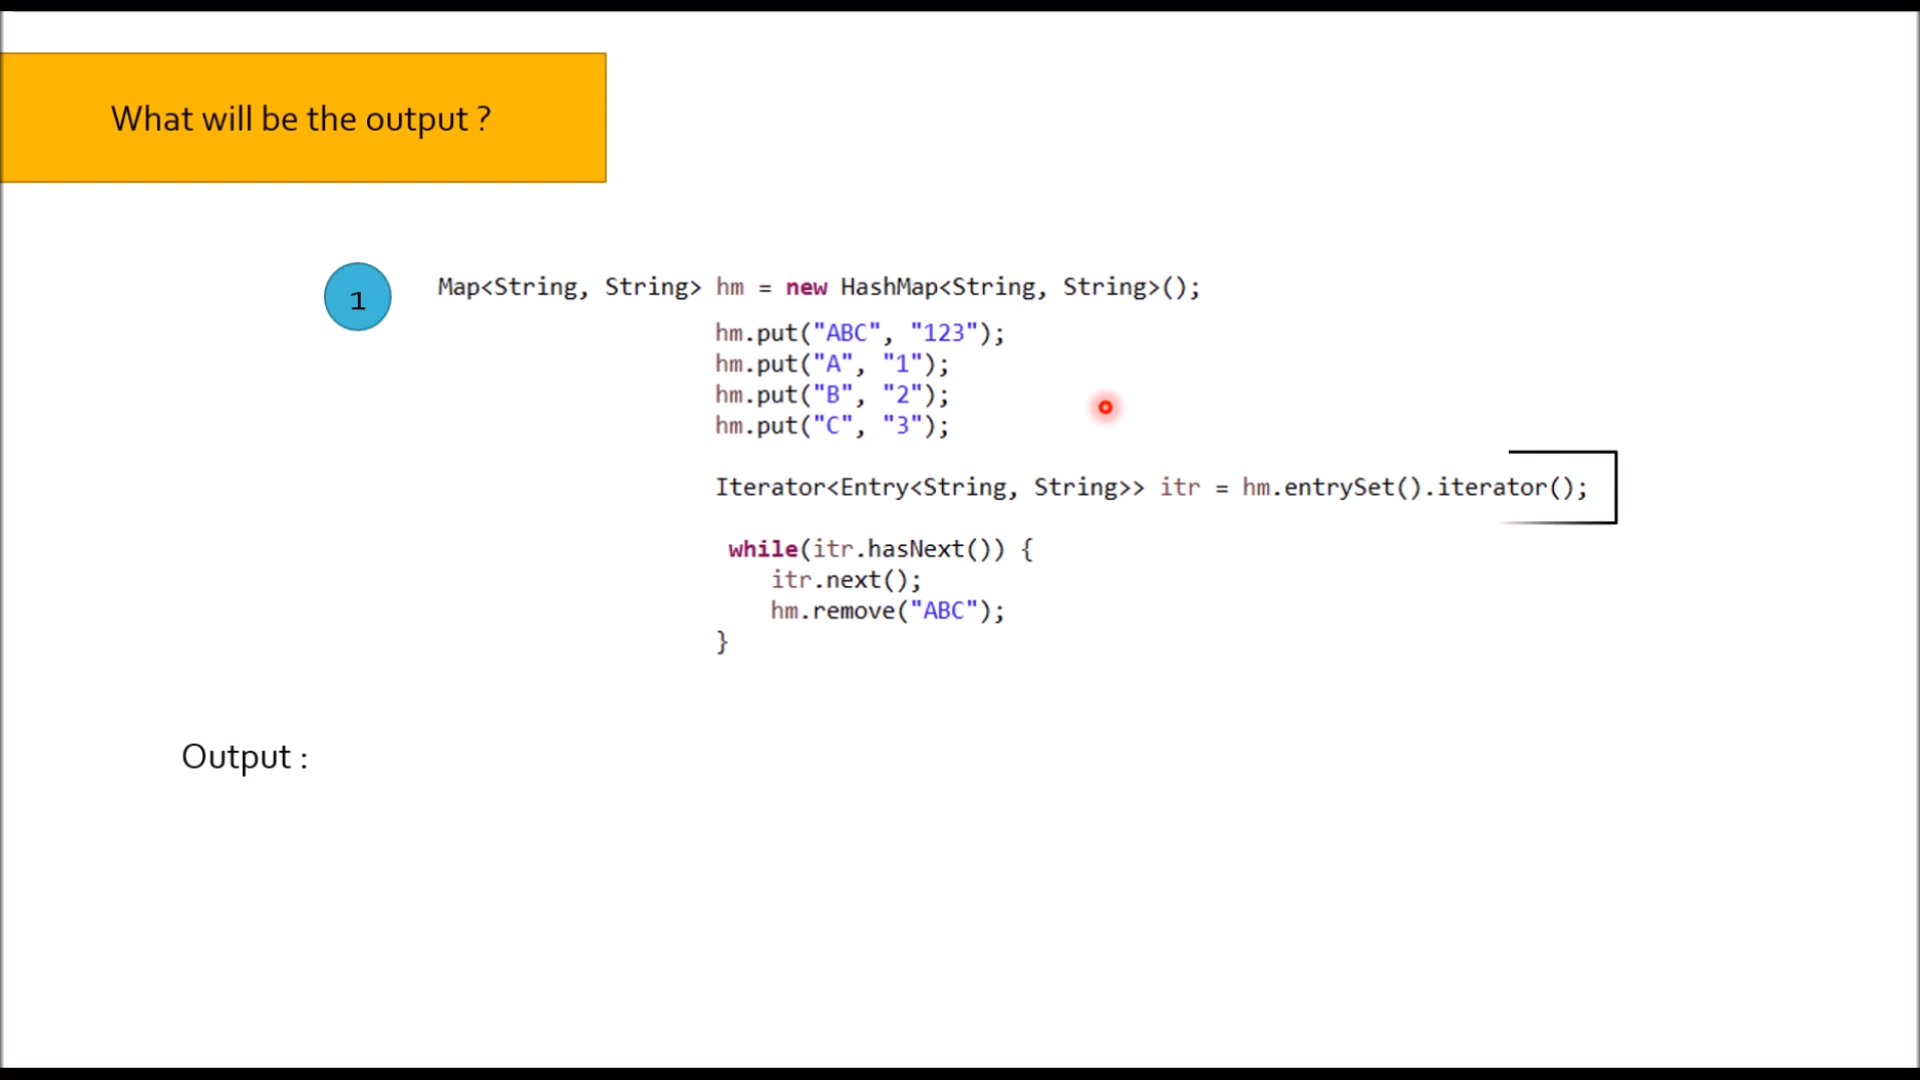 What will be the output ?
1
Map<String, String> hm = new HashMap<String, String>();
hm.put("ABC", "123");
hm.put("A", "1");
hm.put("B", "2");
hm.put("C", "3");
Iterator<Entry<String, String>> itr = hm.entrySet().iterator();
while(itr.hasNext()) {
itr.next();
hm.remove("ABC");
}
Output :